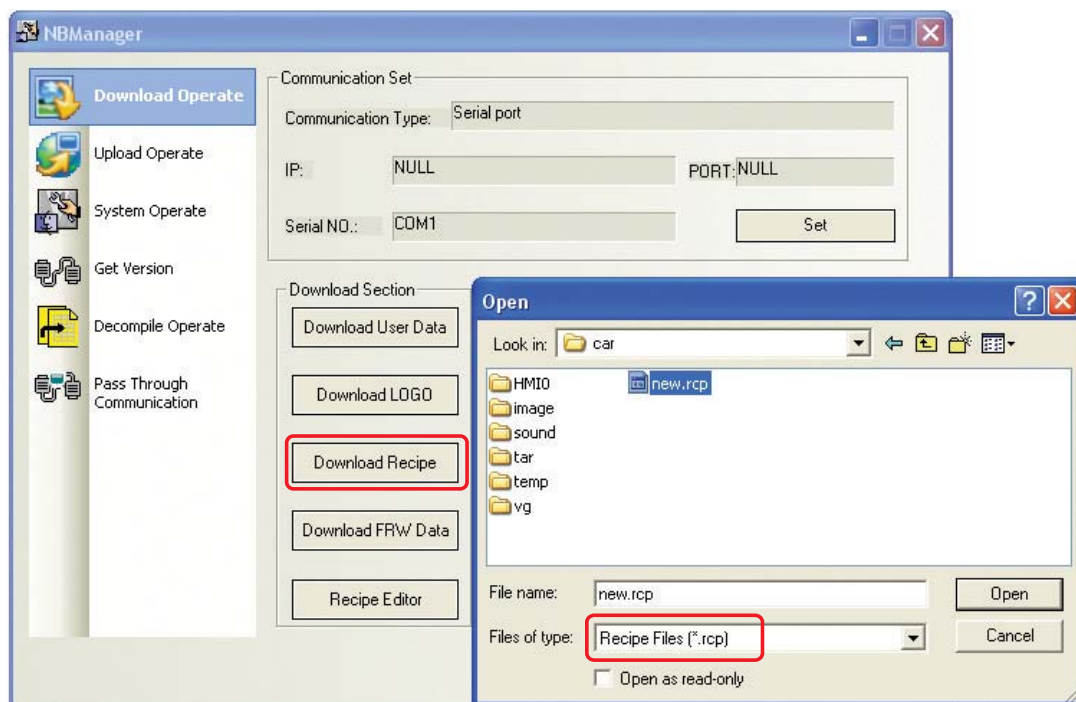 NBManager
Download Operate
Upload Operate
System Operate
Get Version
Decompile Operate
Pass Through
Communication
Communication Set
Communication Type: Serial port
IP: NULL PORT: NULL
Serial NO.: COM1 Set
Download Section
Download User Data
Download LOGO
Download Recipe
Download FRW Data
Recipe Editor
Open
Look in: car
HMI0
image
sound
tar
temp
vg
new.rcp
File name: new.rcp Open
Files of type: Recipe Files (*.rcp) Cancel
Open as read-only